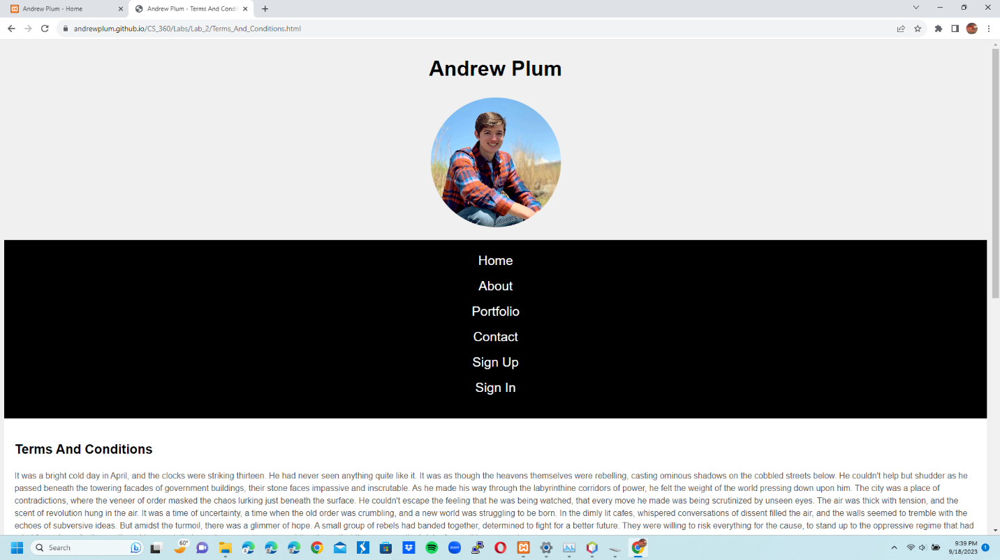 Andrew Plum - Home
Andrew Plum - Terms And Condi
andrewplum.github.io/CS_360/Labs/Lab_2/Terms_And_Conditions.html
Andrew Plum
Home
About
Portfolio
Contact
Sign Up
Sign In
Terms And Conditions
It was a bright cold day in April, and the clocks were striking thirteen. He had never seen anything quite like it. It was as though the heavens themselves were rebelling, casting ominous shadows on the cobbled streets below. He couldn't help but shudder as he
passed beneath the towering facades of government buildings, their stone faces impassive and inscrutable. As he made his way through the labyrinthine corridors of power, he felt the weight of the world pressing down upon him. The city was a place of
contradictions, where the veneer of order masked the chaos lurking just beneath the surface. He couldn't escape the feeling that he was being watched, that every move he made was being scrutinized by unseen eyes. The air was thick with tension, and the
scent of revolution hung in the air. It was a time of uncertainty, a time when the old order was crumbling, and a new world was struggling to be born. In the dimly lit cafes, whispered conversations of dissent filled the air, and the walls seemed to tremble with the
echoes of subversive ideas. But amidst the turmoil, there was a glimmer of hope. A small group of rebels had banded together, determined to fight for a better future. They were willing to risk everything for the cause, to stand up to the oppressive regime that had
Search
60°
zoom
9:39 PM
9/18/2023
1